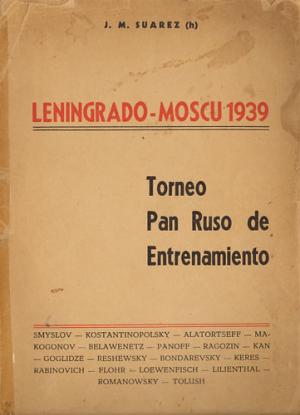 J. M. SUAREZ (h)
LENINGRADO-MOSCU 1939
Torneo
Pan Ruso de
Entrenamiento
SMYSLOV — KOSTANTINOPOLSKY — ALATORTSEFF — MA-
KOGONOV — BELAWENETZ — PANOFF — RAGOZIN — KAN
— GOGLIDZE — RESHEWSKY — BONDAREVSKY — KERES —
RABINOVICH — FLOHR — LOEWENFISCH — LILIENTHAL —
ROMANOWSKY — TOLUSH